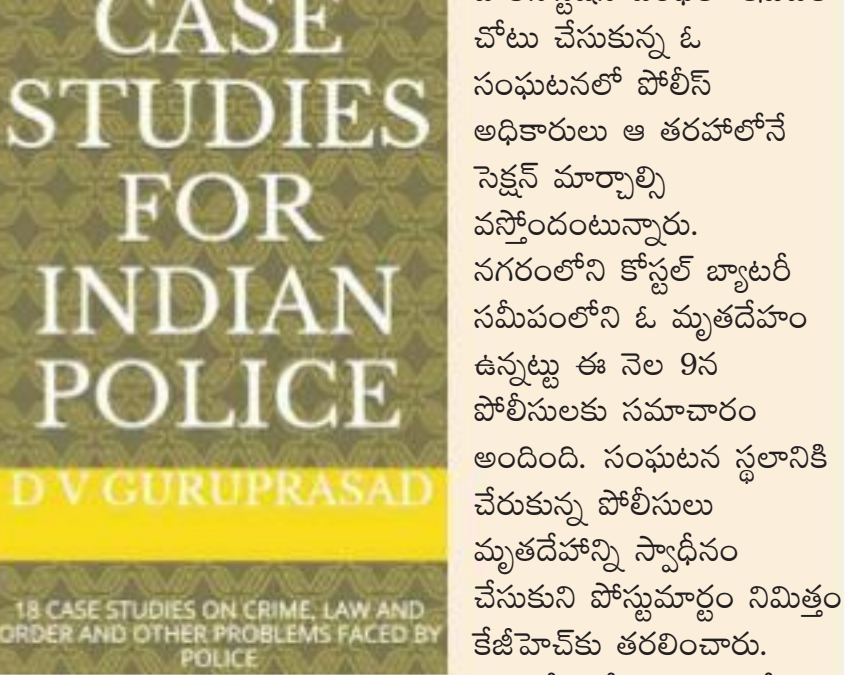 CASE
STUDIES
FOR
INDIAN
POLICE
D V GURUPRASAD
18 CASE STUDIES ON CRIME, LAW AND
ORDER AND OTHER PROBLEMS FACED BY
POLICE
చోటు చేసుకున్న ఓ
సంఘటనలో పోలీస్
అధికారులు ఆ తరహాలోనే
సెక్షన్ మార్చాల్సి
వస్తోందంటున్నారు.
నగరంలోని కోస్టల్ బ్యాటరీ
సమీపంలోని ఓ మృతదేహం
ఉన్నట్టు ఈ నెల 9న
పోలీసులకు సమాచారం
అందింది. సంఘటన స్థలానికి
చేరుకున్న పోలీసులు
మృతదేహాన్ని స్వాధీనం
చేసుకుని పోస్టుమార్టం నిమిత్తం
కేజీహెచ్‌కు తరలించారు.